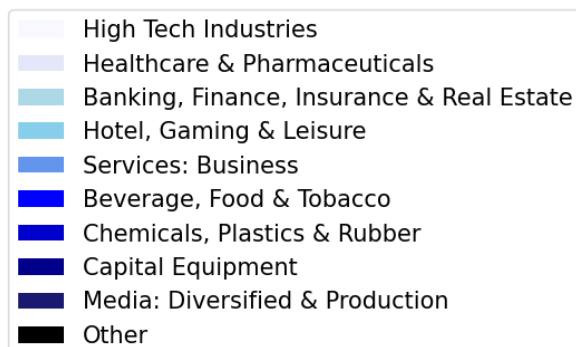 High Tech Industries
Healthcare & Pharmaceuticals
Banking, Finance, Insurance & Real Estate
Hotel, Gaming & Leisure
Services: Business
Beverage, Food & Tobacco
Chemicals, Plastics & Rubber
Capital Equipment
Media: Diversified & Production
Other